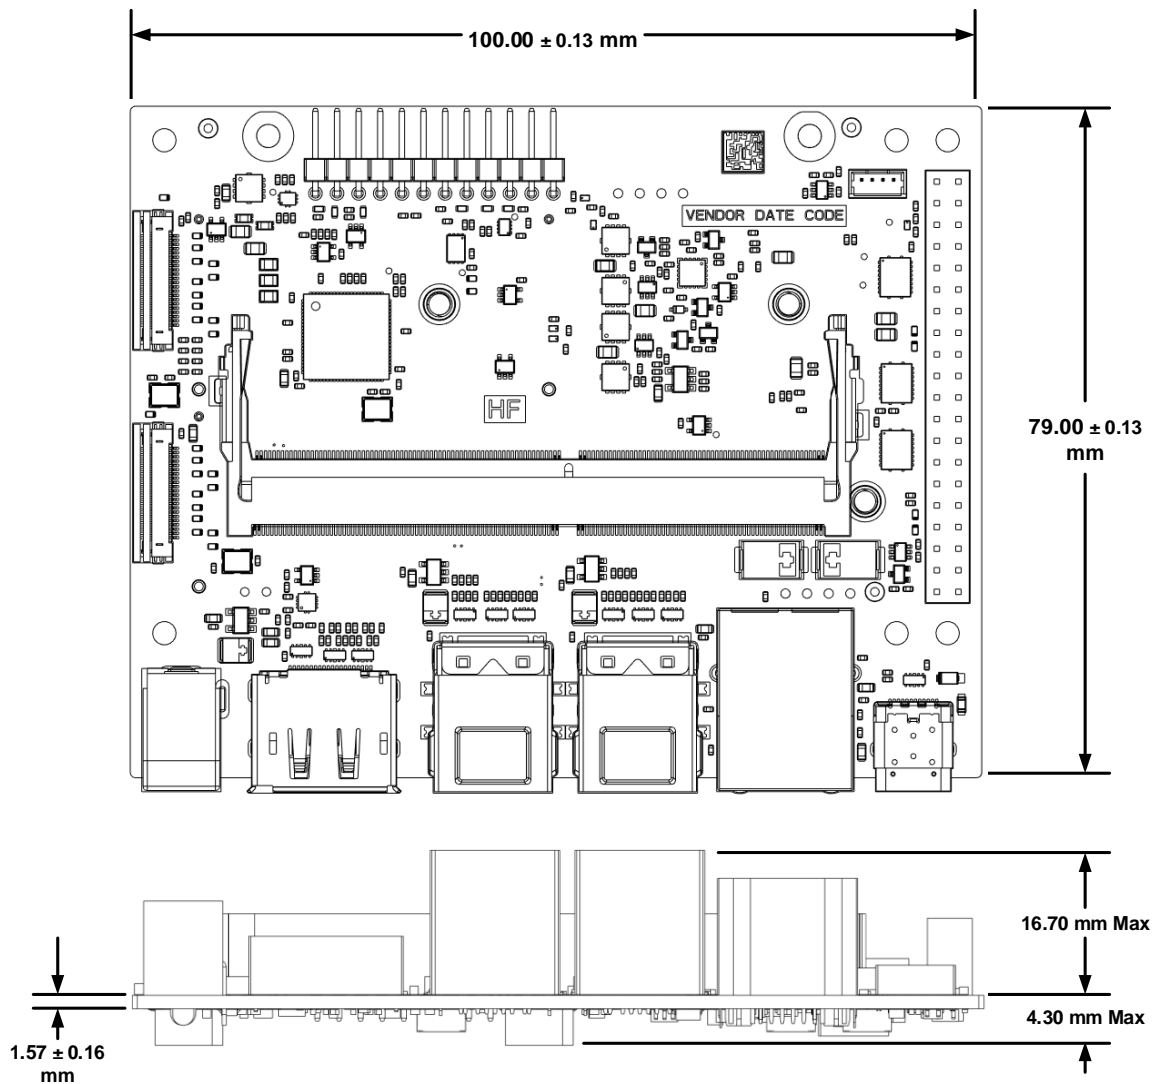 100.00 ± 0.13 mm
VENDOR DATE CODE
HF
79.00 ± 0.13
mm
16.70 mm Max
4.30 mm Max
1.57 ± 0.16
mm